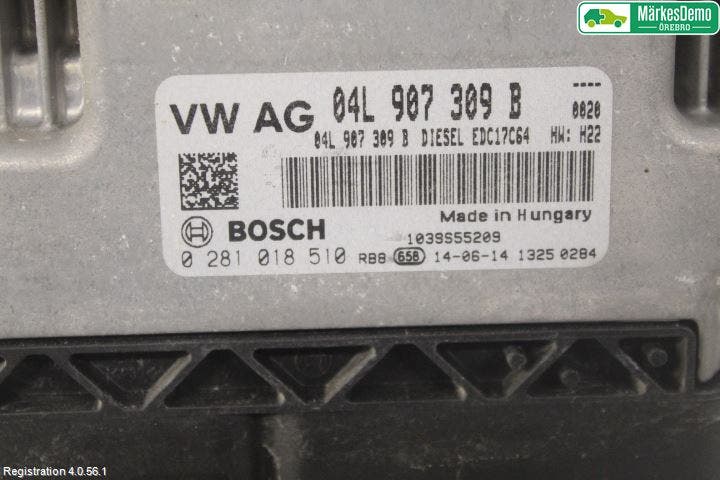 MärkesDemo
ÖREBRO
VW AG 04L 907 309 B ----
0020
04L 907 309 B DIESEL EDC17C64 HW: H22
Made in Hungary
BOSCH 1039S55209
0 281 018 510 RBB 658 14-06-14 1325 0284
Registration 4.0.56.1